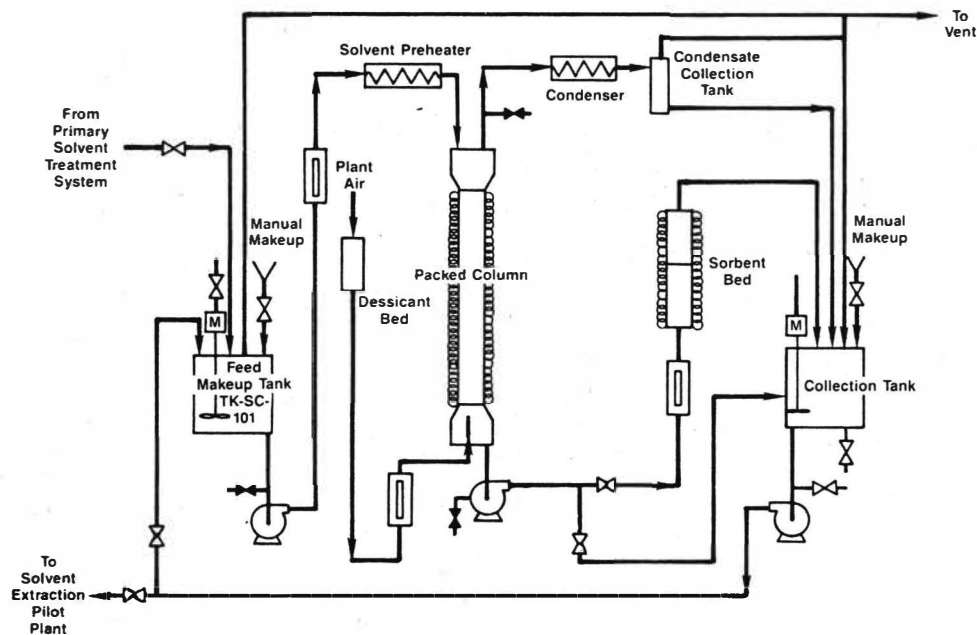 To
Vent
Solvent Preheater
Condenser
Condensate
Collection
Tank
From
Primary
Solvent
Treatment
System
Plant
Air
Manual
Makeup
Manual
Makeup
Packed Column
Sorbent
Bed
Dessicant
Bed
M
M
Feed
Makeup Tank
TK-SC-
101
Collection Tank
To
Solvent
Extraction
Pilot
Plant